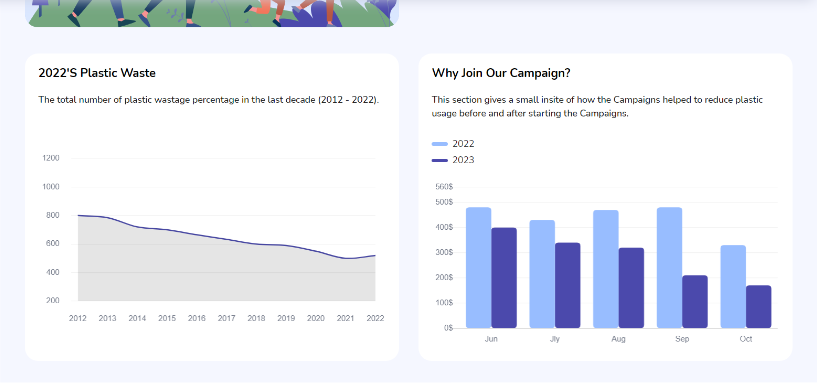 2022'S Plastic Waste
The total number of plastic wastage percentage in the last decade (2012 - 2022).
1200
1000
800
600
400
200
2012 2013 2014 2015 2016 2017 2018 2019 2020 2021 2022
Why Join Our Campaign?
This section gives a small insite of how the Campaigns helped to reduce plastic
usage before and after starting the Campaigns.
2022
2023
560$
500$
400$
300$
200$
100$
0$
Jun Jly Aug Sep Oct